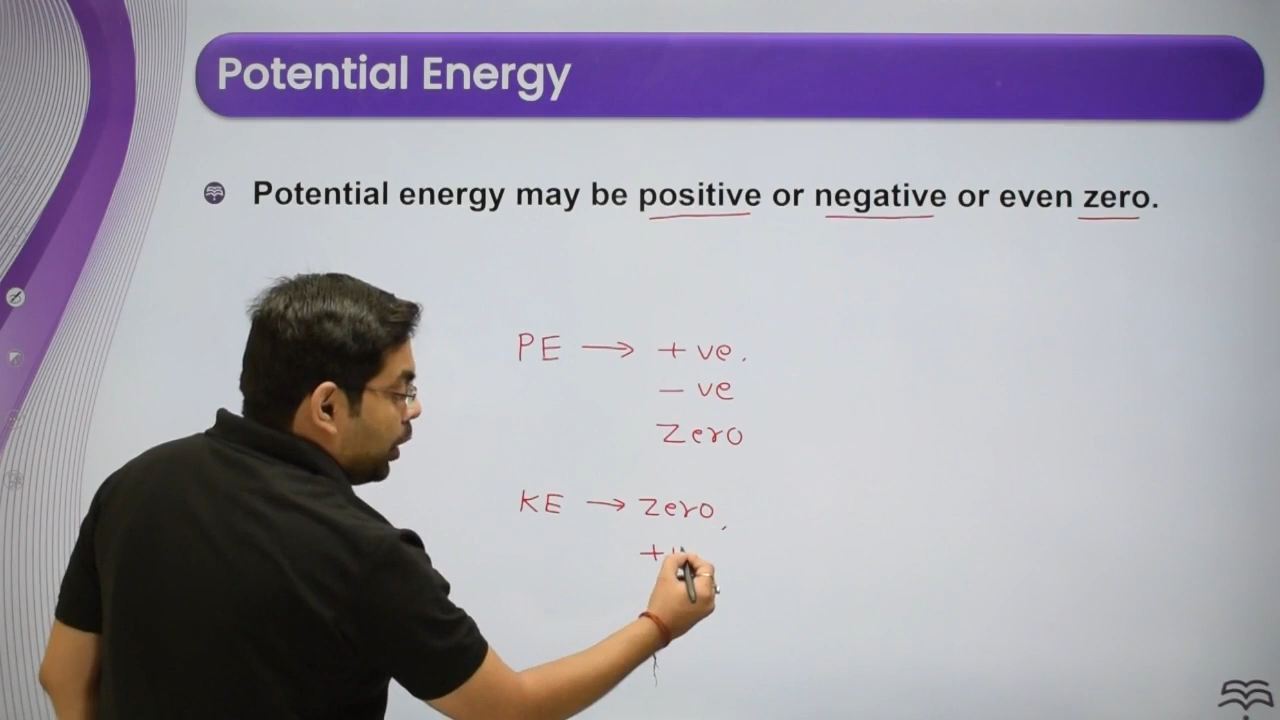 Potential Energy
Potential energy may be positive or negative or even zero.
PE → +ve.
− ve
Zero
KE → Zero,
+